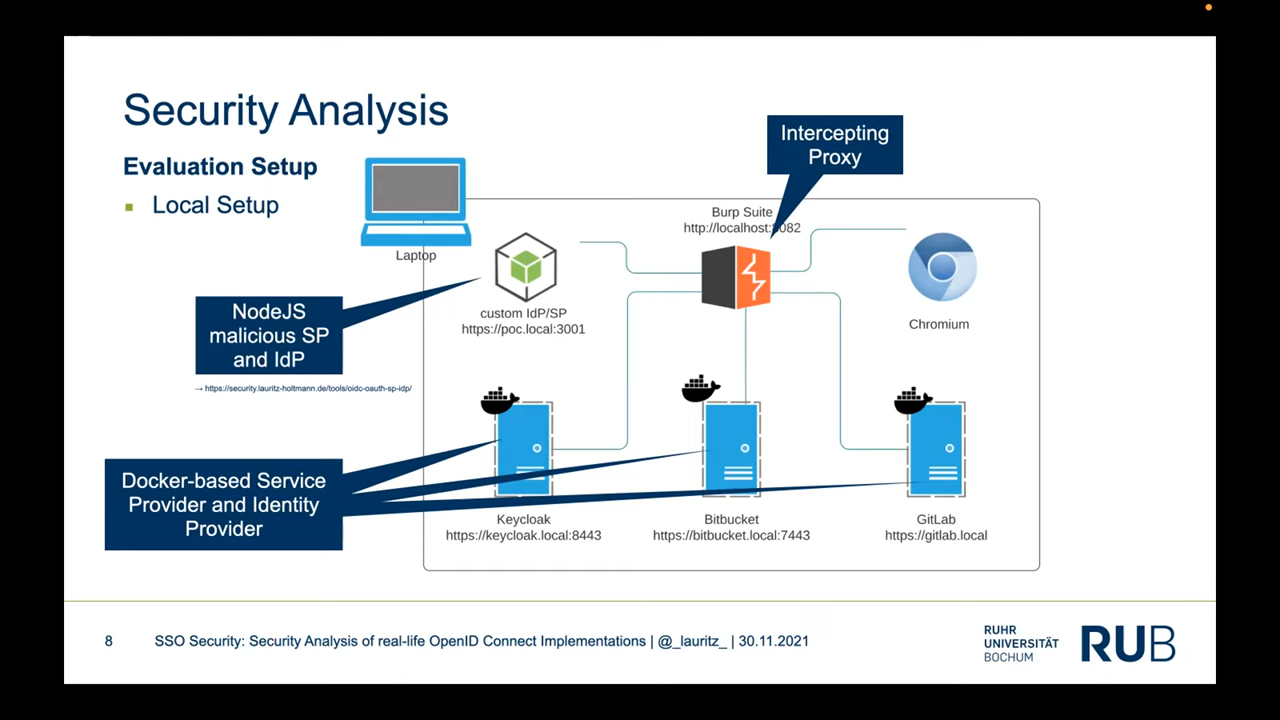 Security Analysis
Evaluation Setup
▪ Local Setup
Laptop
Intercepting
Proxy
Burp Suite
http://localhost:8082
custom IdP/SP
https://poc.local:3001
Chromium
NodeJS
malicious SP
and IdP
→ https://security.lauritz-holtmann.de/tools/oidc-oauth-sp-idp/
Docker-based Service
Provider and Identity
Provider
Keycloak
https://keycloak.local:8443
Bitbucket
https://bitbucket.local:7443
GitLab
https://gitlab.local
8
SSO Security: Security Analysis of real-life OpenID Connect Implementations | @_lauritz_ | 30.11.2021
RUHR
UNIVERSITÄT
BOCHUM
RUB